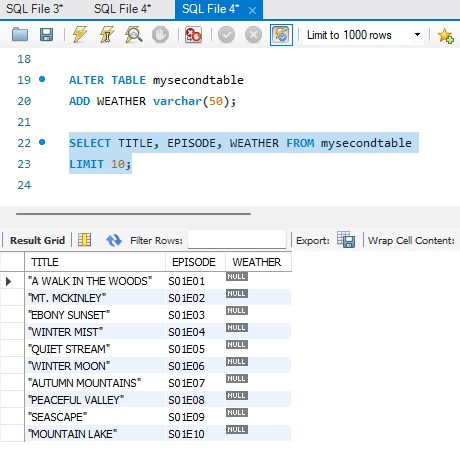 SQL File 3* SQL File 4* SQL File 4*
Limit to 1000 rows
18
19 ALTER TABLE mysecondtable
20 ADD WEATHER varchar(50);
21
22 SELECT TITLE, EPISODE, WEATHER FROM mysecondtable
23 LIMIT 10;
24
Result Grid Filter Rows: Export: Wrap Cell Content:
TITLE EPISODE WEATHER
"A WALK IN THE WOODS" S01E01 NULL
"MT. MCKINLEY" S01E02 NULL
"EBONY SUNSET" S01E03 NULL
"WINTER MIST" S01E04 NULL
"QUIET STREAM" S01E05 NULL
"WINTER MOON" S01E06 NULL
"AUTUMN MOUNTAINS" S01E07 NULL
"PEACEFUL VALLEY" S01E08 NULL
"SEASCAPE" S01E09 NULL
"MOUNTAIN LAKE" S01E10 NULL